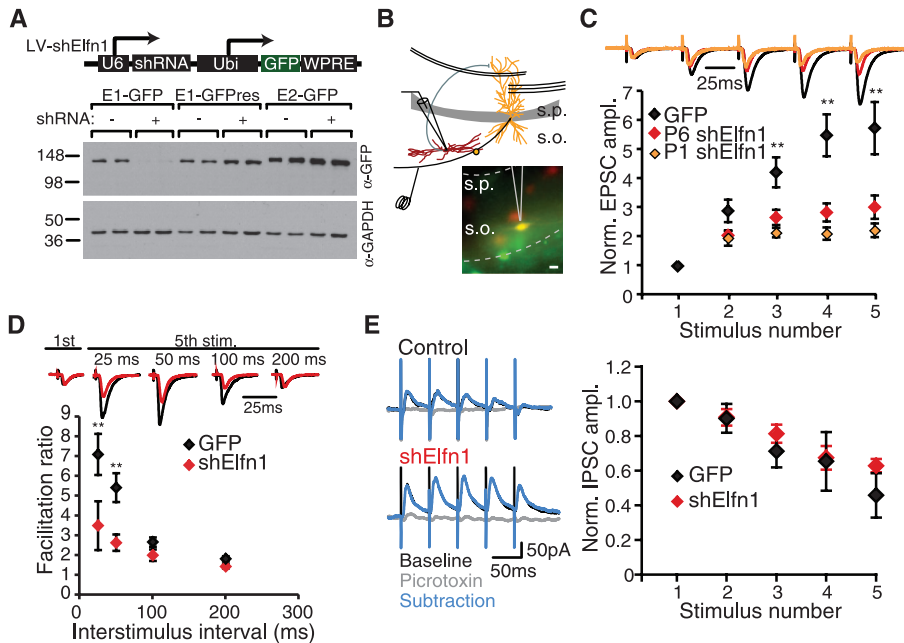 A
LV-shElfn1
U6 shRNA Ubi GFP WPRE
E1-GFP E1-GFPres E2-GFP
shRNA: - + - + - +
148
98
α-GFP
50
36
α-GAPDH
B
s.p.
s.o.
s.p.
s.o.
C
25ms
Norm. EPSC ampl.
10
9
8
7
6
5
4
3
2
1
0
GFP
P6 shElfn1
P1 shElfn1
**
**
**
1 2 3 4 5
Stimulus number
D
1st 5th stim.
25 ms 50 ms 100 ms 200 ms
25ms
Facilitation ratio
9
8
7
6
5
4
3
2
1
0
**
**
GFP
shElfn1
0 100 200 300
Interstimulus interval (ms)
E
Control
shElfn1
Baseline
Picrotoxin
Subtraction
50pA
50ms
Norm. IPSC ampl.
1.2
1.0
0.8
0.6
0.4
0.2
0
GFP
shElfn1
1 2 3 4 5
Stimulus number